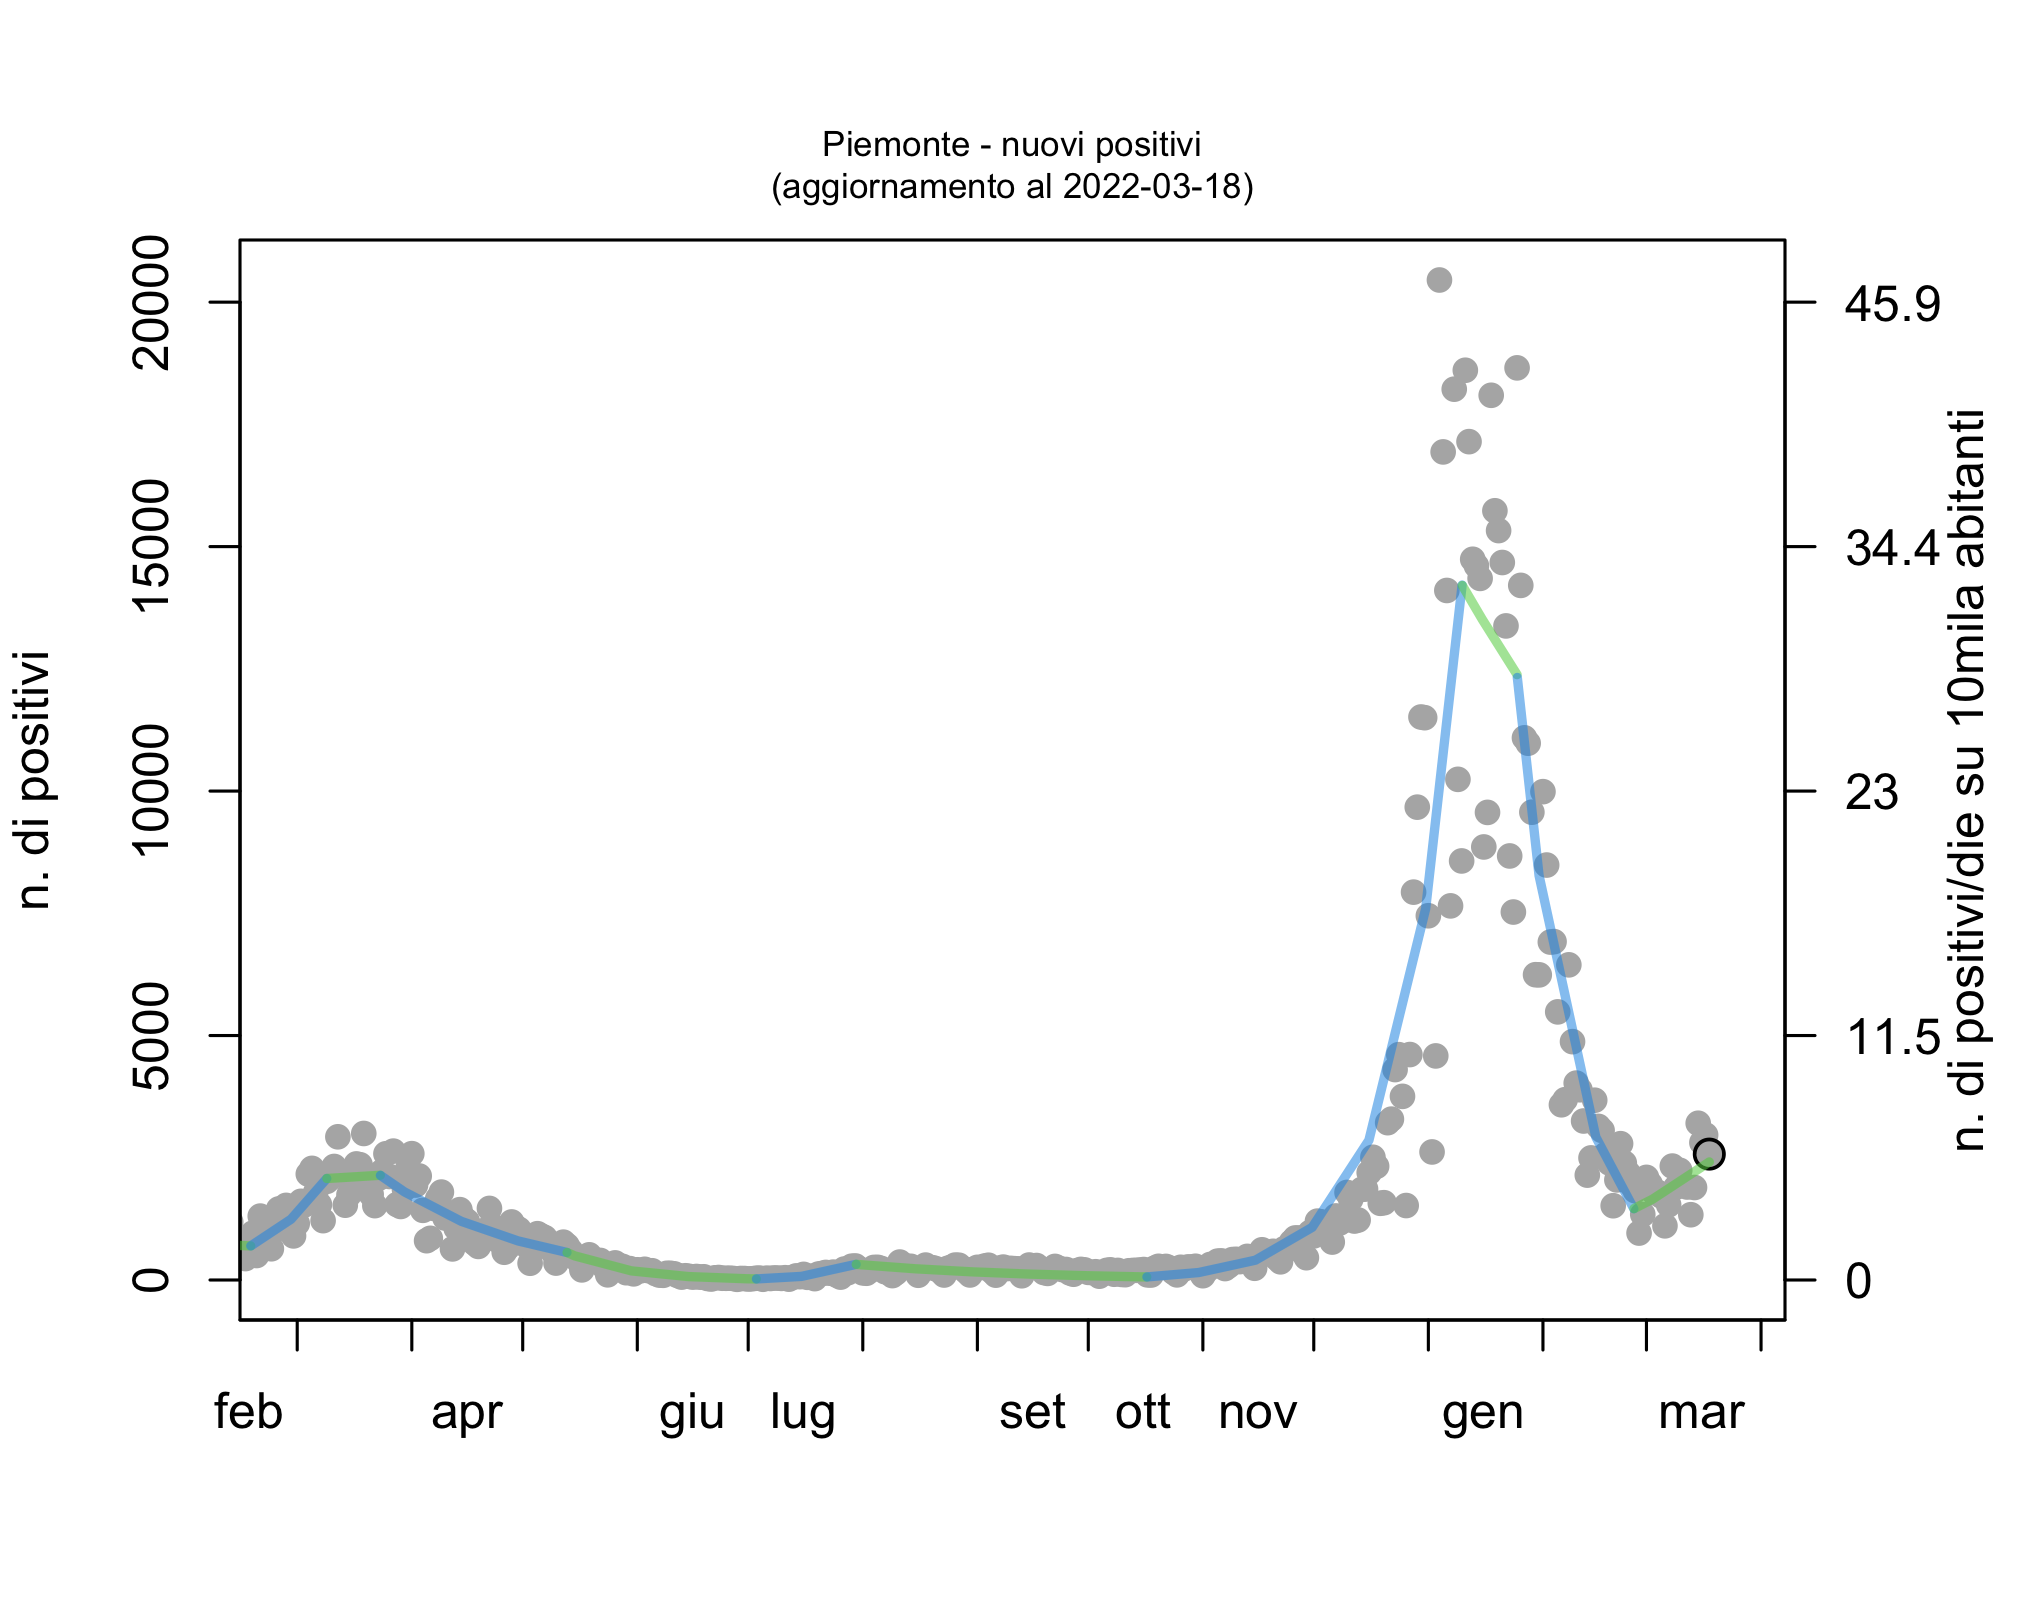 Piemonte - nuovi positivi
(aggiornamento al 2022-03-18)
n. di positivi
20000
15000
10000
5000
0
45.9
34.4
23
11.5
0
n. di positivi/die su 10mila abitanti
feb apr giu lug set ott nov gen mar